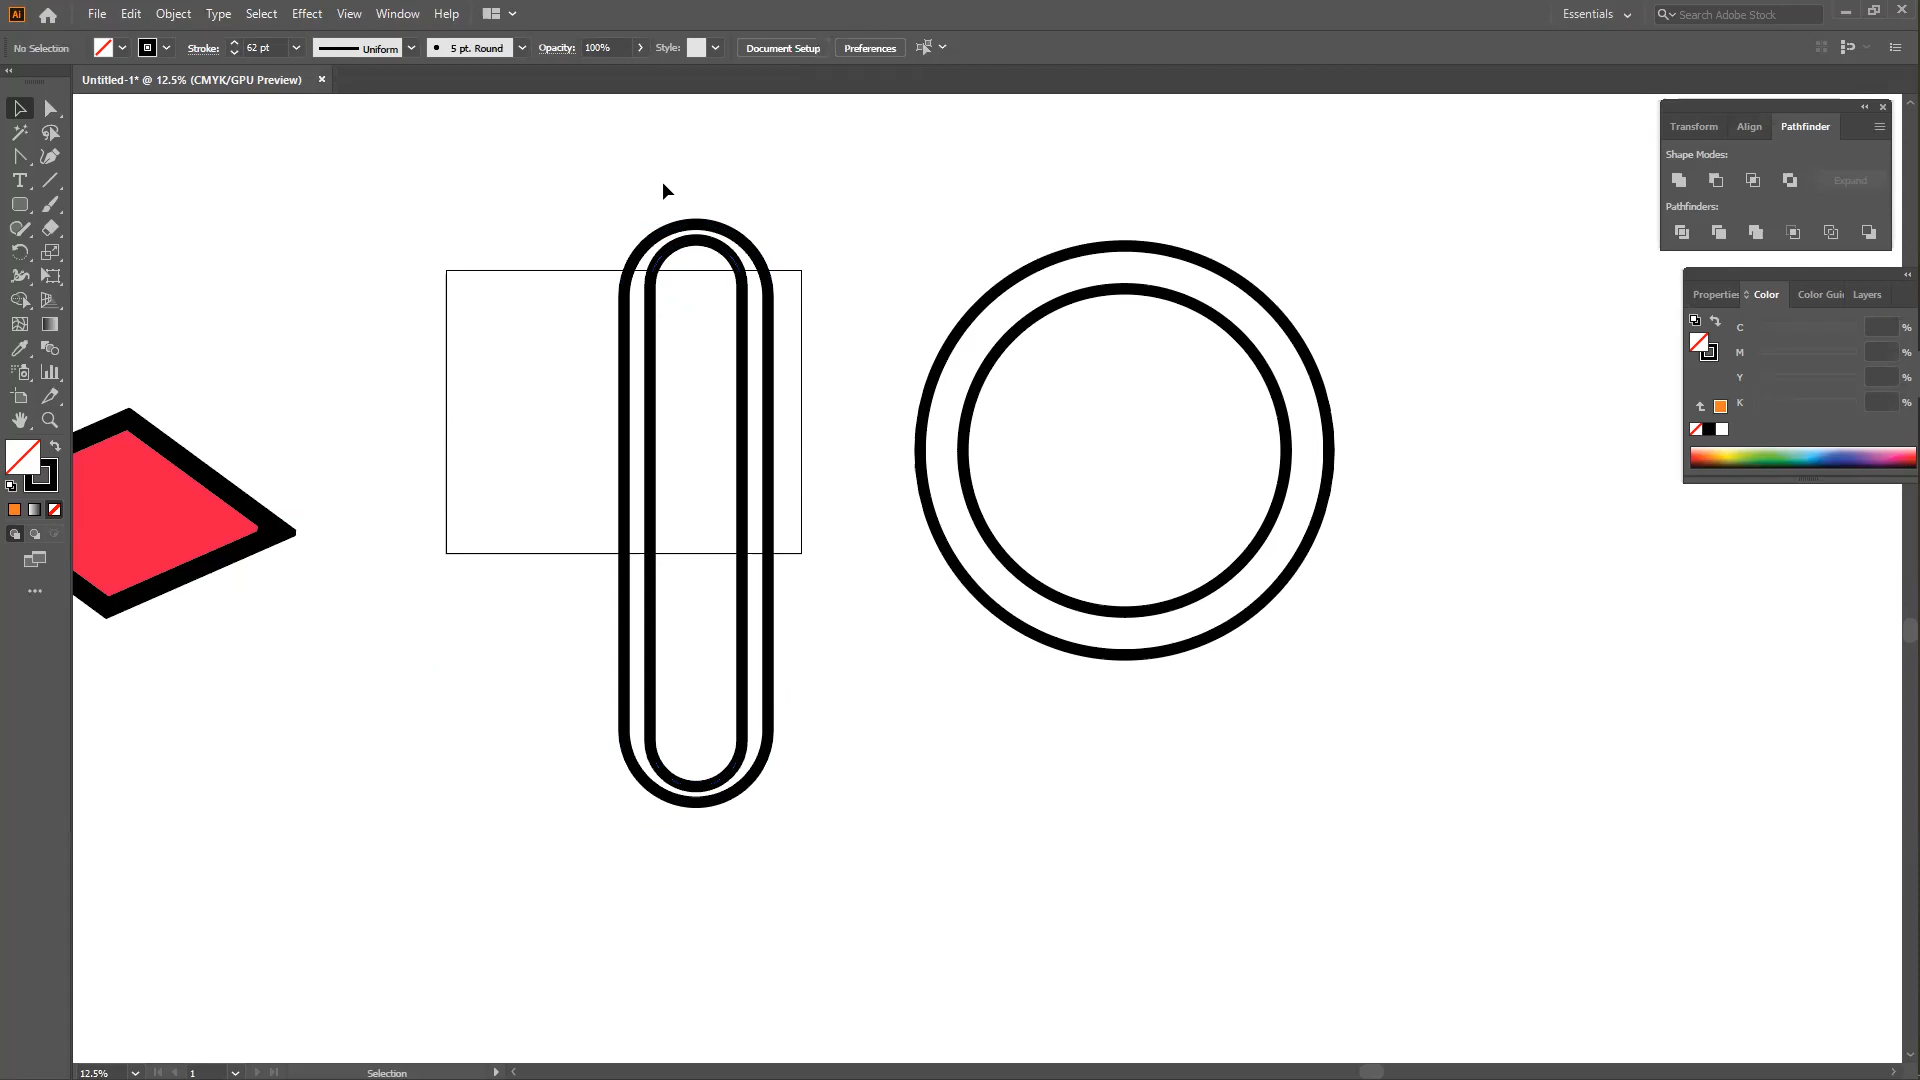 Ai File Edit Object Type Select Effect View Window Help Essentials Search Adobe Stock
No Selection Stroke: 62 pt Uniform 5 pt. Round Opacity: 100% Style: Document Setup Preferences
Untitled-1* @ 12.5% (CMYK/GPU Preview)
Transform Align Pathfinder
Shape Modes:
Expand
Pathfinders:
Properties Color Color Gui Layers
C %
M %
Y %
K %
12.5% 1 Selection